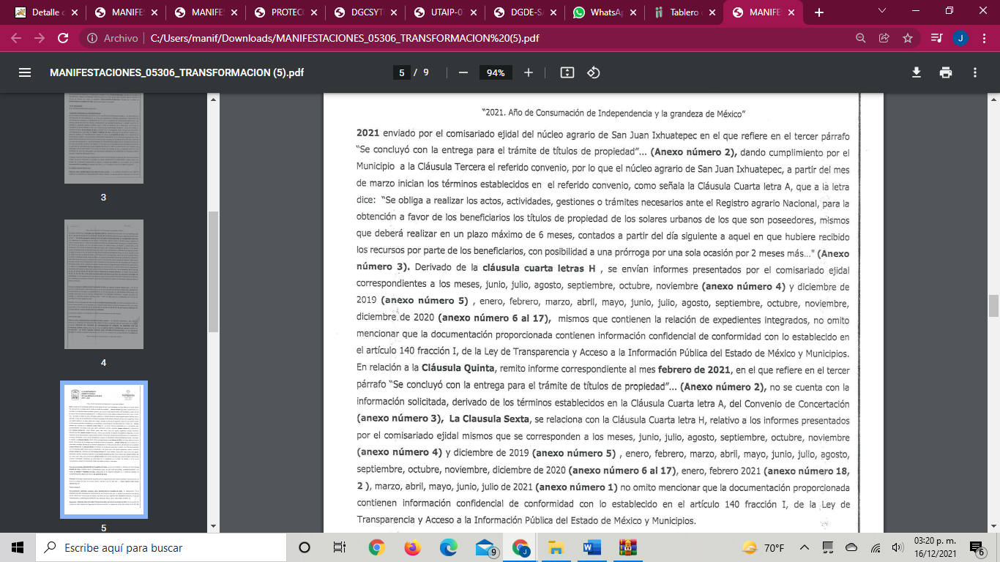 Detalle c
MANIFES
MANIFES
PROTECC
DGCSYT
UTAIP-0
DGDE-SA
WhatsAp
Tablero
MANIFES
Archivo
C:/Users/manif/Downloads/MANIFESTACIONES_05306_TRANSFORMACION%20(5).pdf
J
MANIFESTACIONES_05306_TRANSFORMACION (5).pdf
5 / 9
94%
3
4
5
"2021. Año de Consumación de Independencia y la grandeza de México"
2021 enviado por el comisariado ejidal del núcleo agrario de San Juan Ixhuatepec en el que refiere en el tercer párrafo
"Se concluyó con la entrega para el trámite de títulos de propiedad"... (Anexo número 2), dando cumplimiento por el
Municipio a la Cláusula Tercera el referido convenio, por lo que el núcleo agrario de San Juan Ixhuatepec, a partir del mes
de marzo inician los términos establecidos en el referido convenio, como señala la Cláusula Cuarta letra A, que a la letra
dice: "Se obliga a realizar los actos, actividades, gestiones o trámites necesarios ante el Registro agrario Nacional, para la
obtención a favor de los beneficiarios los títulos de propiedad de los solares urbanos de los que son poseedores, mismos
que deberá realizar en un plazo máximo de 6 meses, contados a partir del día siguiente a aquel en que hubiere recibido
los recursos por parte de los beneficiarios, con posibilidad a una prórroga por una sola ocasión por 2 meses más..." (Anexo
número 3). Derivado de la cláusula cuarta letras H , se remiten informes presentados por el comisariado ejidal
correspondientes a los meses, junio, julio, agosto, septiembre, octubre, noviembre (anexo número 4) y diciembre de
2019 (anexo número 5) , enero, febrero, marzo, abril, mayo, junio, julio, agosto, septiembre, octubre, noviembre,
diciembre de 2020 (anexo número 6 al 17), mismos que contienen la relación de expedientes integrados, no omito
mencionar que la documentación proporcionada contiene información confidencial de conformidad con lo establecido en
el artículo 140 fracción I, de la Ley de Transparencia y Acceso a la Información Pública del Estado de México y Municipios.
En relación a la Cláusula Quinta, remito informe correspondiente al mes febrero de 2021, en el que refiere en el tercer
párrafo "Se concluyó con la entrega para el trámite de títulos de propiedad"... (Anexo número 2), no se cuenta con la
información restante, derivado de los términos establecidos en la Cláusula Cuarta letra A del Convenio de Concertación
(anexo número 3). La Cláusula Sexta, se relaciona con la Cláusula Cuarta letra H, relativo a los informes presentados
por el comisariado ejidal mismos que se corresponden a los meses, junio, julio, agosto, septiembre, octubre, noviembre
(anexo número 4) y diciembre de 2019 (anexo número 5), enero, febrero, marzo, abril, mayo, junio, julio, agosto,
septiembre, octubre, noviembre, diciembre de 2020 (anexo número 6 al 17), enero, febrero 2021 (anexo número 18,
2 ), marzo, abril, mayo, junio, julio de 2021 (anexo número
omito mencionar que la documentación proporcionada
contienen información confidencial de conformidad con lo establecido en el artículo 140 fracción I, de la Ley de
Transparencia y Acceso a la Información Pública del Estado de México y Municipios.
Escribe aquí para buscar
9
70°F
03:20 p. m.
16/12/2021
6